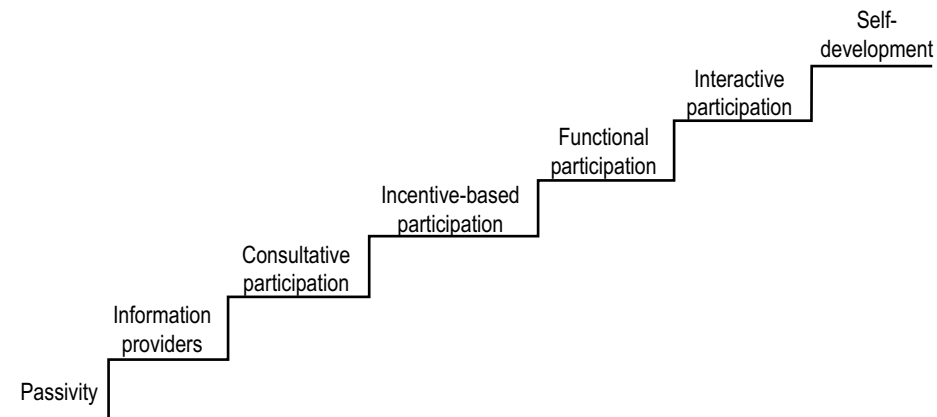 Self-
development
Interactive
participation
Functional
participation
Incentive-based
participation
Consultative
participation
Information
providers
Passivity